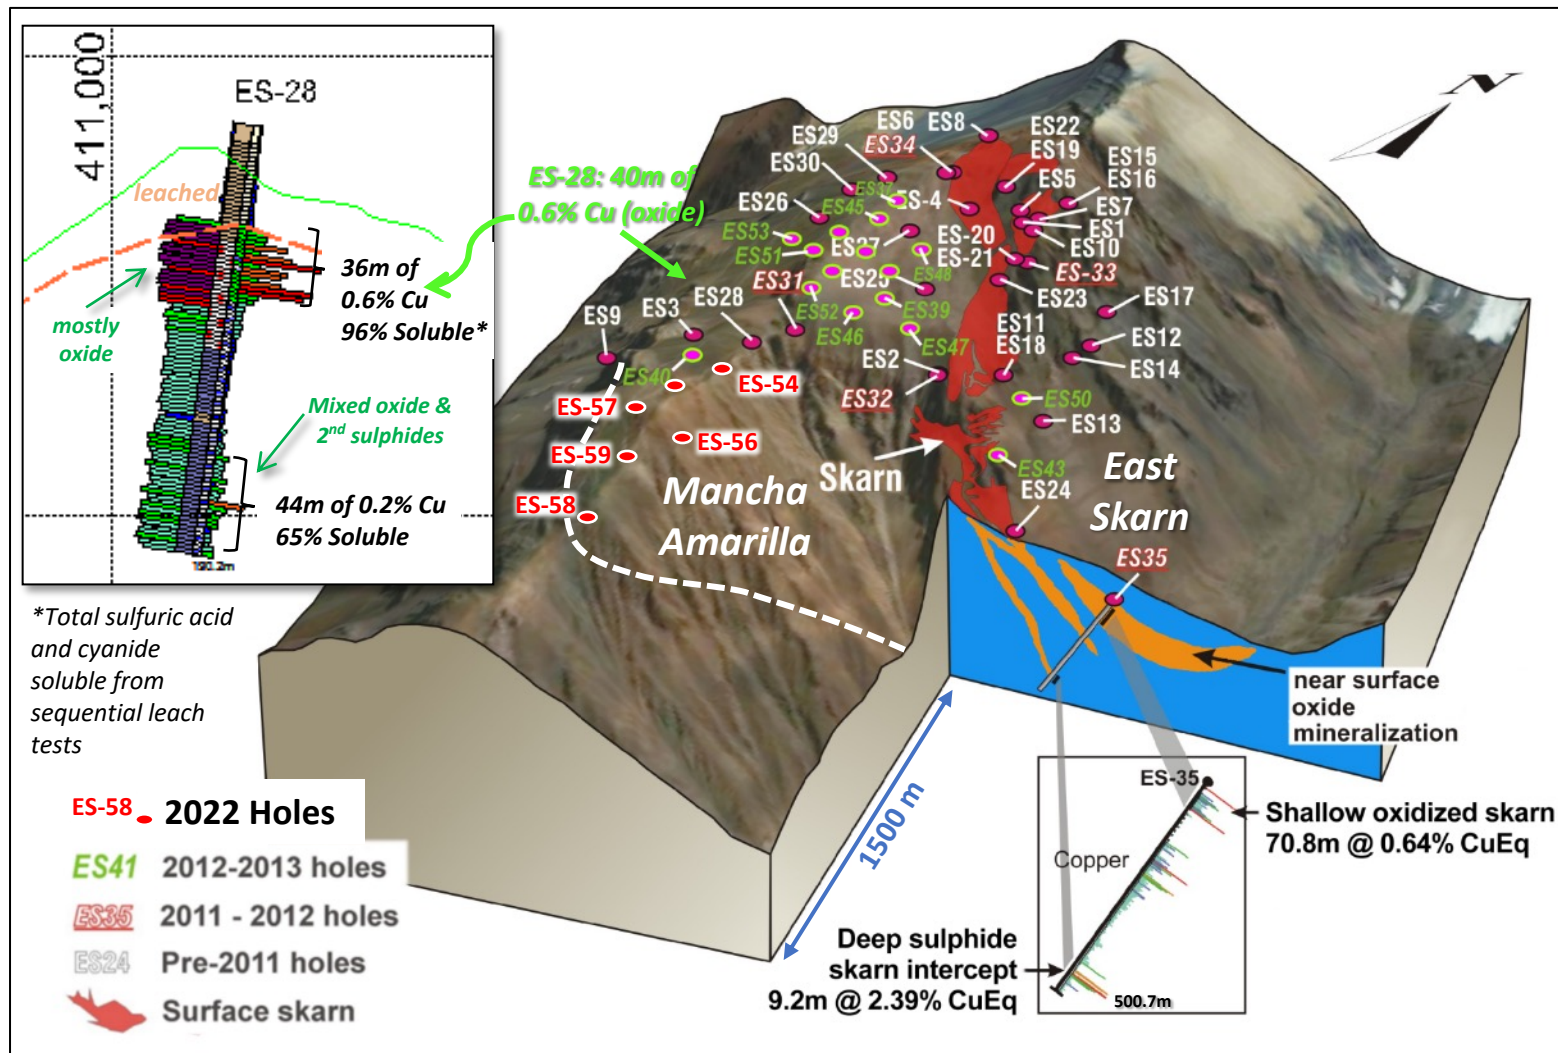 411,000
ES-28
leached
mostly
oxide
36m of
0.6% Cu
96% Soluble*
Mixed oxide &
2nd sulphides
44m of 0.2% Cu
65% Soluble
190.2m
*Total sulfuric acid
and cyanide
soluble from
sequential leach
tests
ES-28: 40m of
0.6% Cu (oxide)
N
ES6
ES8
ES29
ES34
ES30
ES37
ES26
ES45
ES-4
ES53
ES27
ES51
ES25
ES31
ES52
ES46
ES39
ES48
ES47
ES-20
ES-21
ES22
ES19
ES5
ES15
ES16
ES7
ES1
ES10
ES-33
ES23
ES17
ES12
ES14
ES11
ES18
ES2
ES32
ES50
ES13
ES43
ES24
ES35
ES9
ES3
ES28
ES40
ES-54
ES-57
ES-56
ES-59
ES-58
Mancha
Amarilla
Skarn
East
Skarn
near surface
oxide
mineralization
1500 m
ES-35
Copper
500.7m
Shallow oxidized skarn
70.8m @ 0.64% CuEq
Deep sulphide
skarn intercept
9.2m @ 2.39% CuEq
ES-58 2022 Holes
ES41 2012-2013 holes
ES35 2011 - 2012 holes
ES24 Pre-2011 holes
Surface skarn